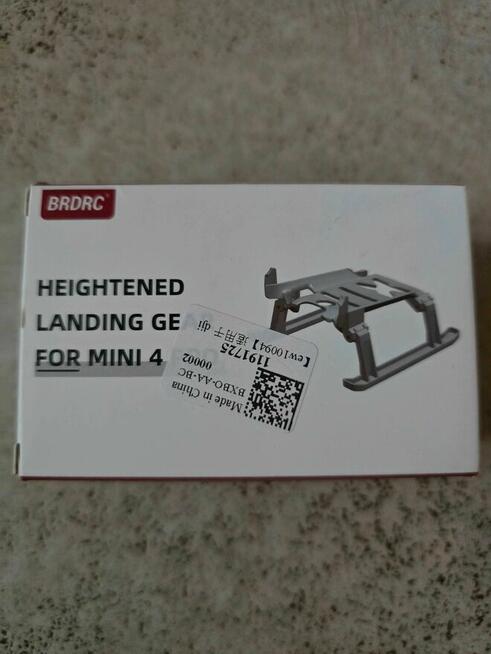 BRDRC
HEIGHTENED
LANDING GE
FOR MINI 4
Made in China
BXBO-AA-BC
00002
1191725
【ew10094】适用于 dji